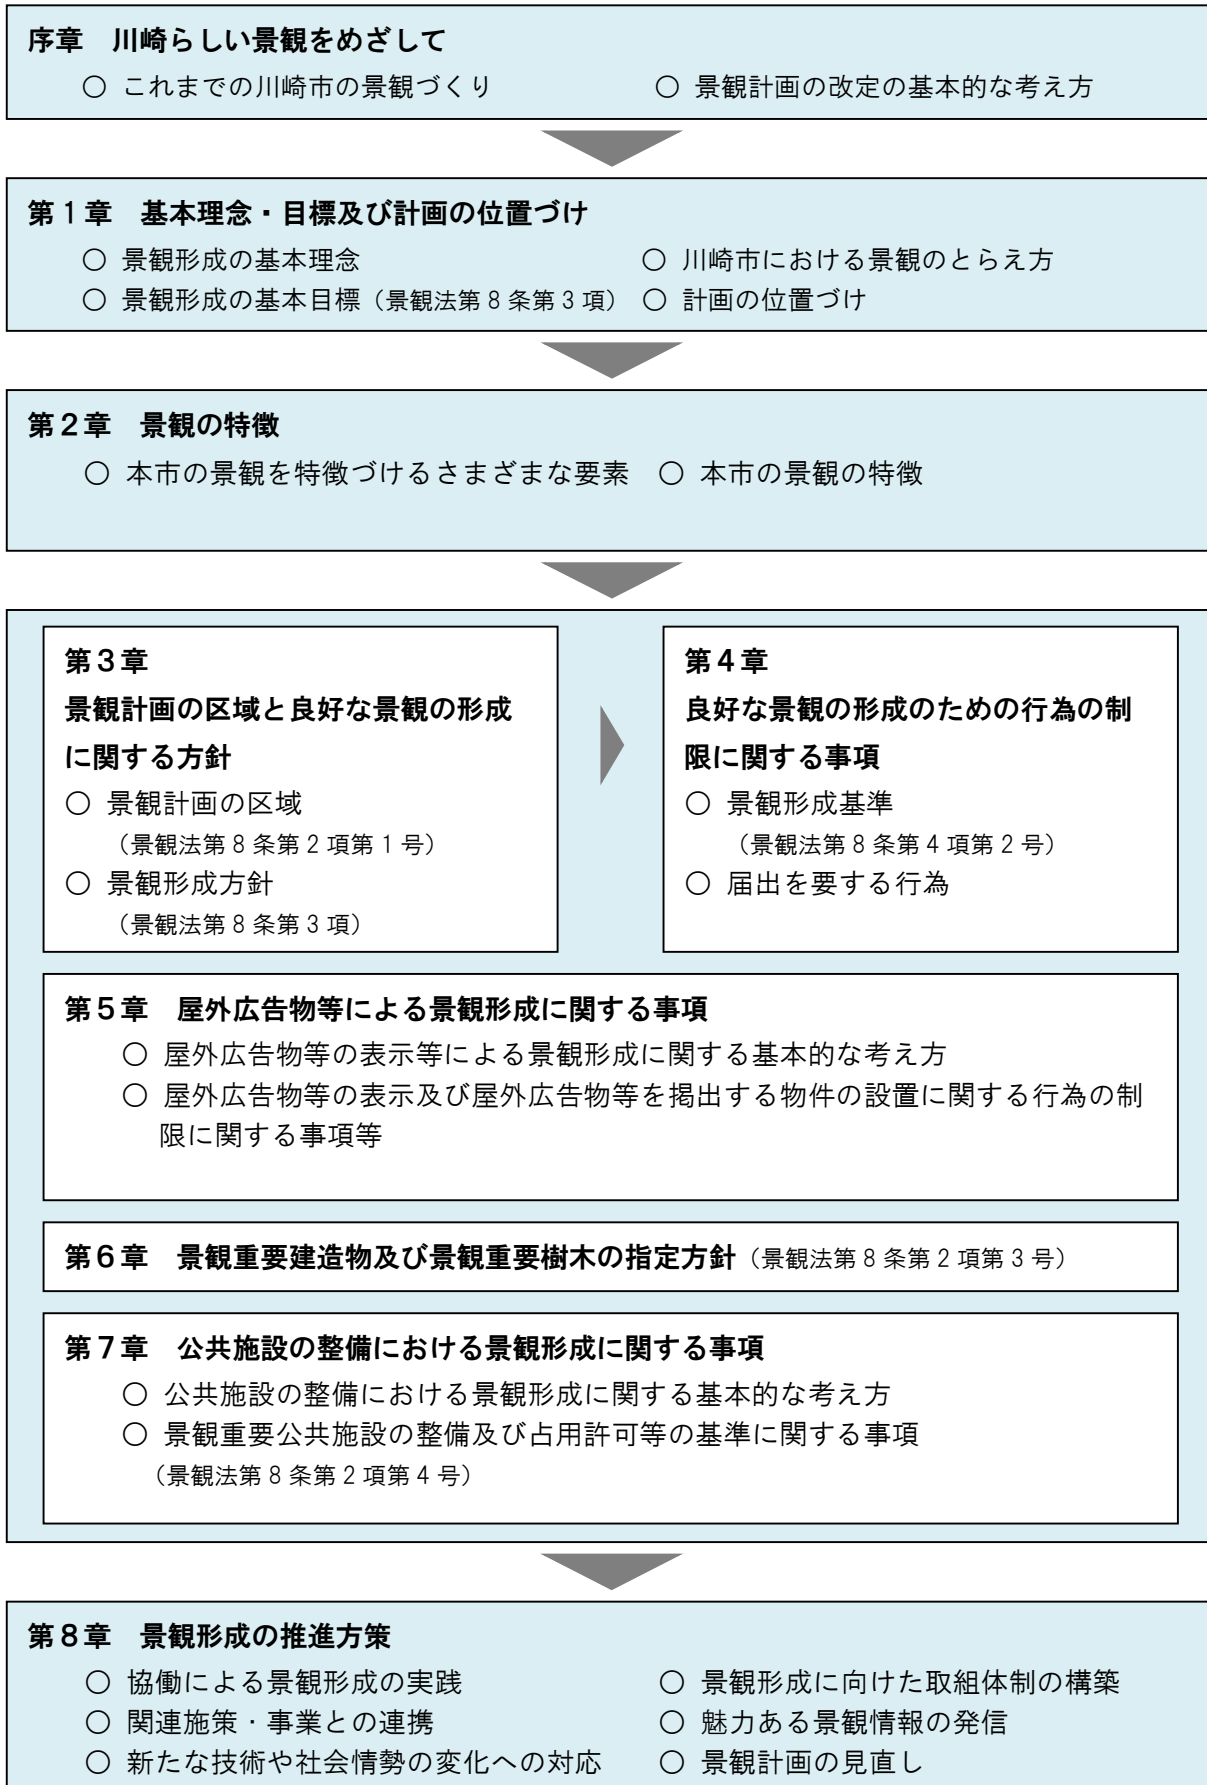 序章　川崎らしい景観をめざして
○ これまでの川崎市の景観づくり　○ 景観計画の改定の基本的な考え方
第１章　基本理念・目標及び計画の位置づけ
○ 景観形成の基本理念　○ 川崎市における景観のとらえ方
○ 景観形成の基本目標（景観法第８条第３項）　○ 計画の位置づけ
第２章　景観の特徴
○ 本市の景観を特徴づけるさまざまな要素　○ 本市の景観の特徴
第３章
景観計画の区域と良好な景観の形成
に関する方針
○ 景観計画の区域
（景観法第８条第２項第１号）
○ 景観形成方針
（景観法第８条第３項）
第４章
良好な景観の形成のための行為の制
限に関する事項
○ 景観形成基準
（景観法第８条第４項第２号）
○ 届出を要する行為
第５章　屋外広告物等による景観形成に関する事項
○ 屋外広告物等の表示等による景観形成に関する基本的な考え方
○ 屋外広告物等の表示及び屋外広告物等を掲出する物件の設置に関する行為の制
限に関する事項等
第６章　景観重要建造物及び景観重要樹木の指定方針（景観法第８条第２項第３号）
第７章　公共施設の整備における景観形成に関する事項
○ 公共施設の整備における景観形成に関する基本的な考え方
○ 景観重要公共施設の整備及び占用許可等の基準に関する事項
（景観法第８条第２項第４号）
第８章　景観形成の推進方策
○ 協働による景観形成の実践　○ 景観形成に向けた取組体制の構築
○ 関連施策・事業との連携　○ 魅力ある景観情報の発信
○ 新たな技術や社会情勢の変化への対応　○ 景観計画の見直し